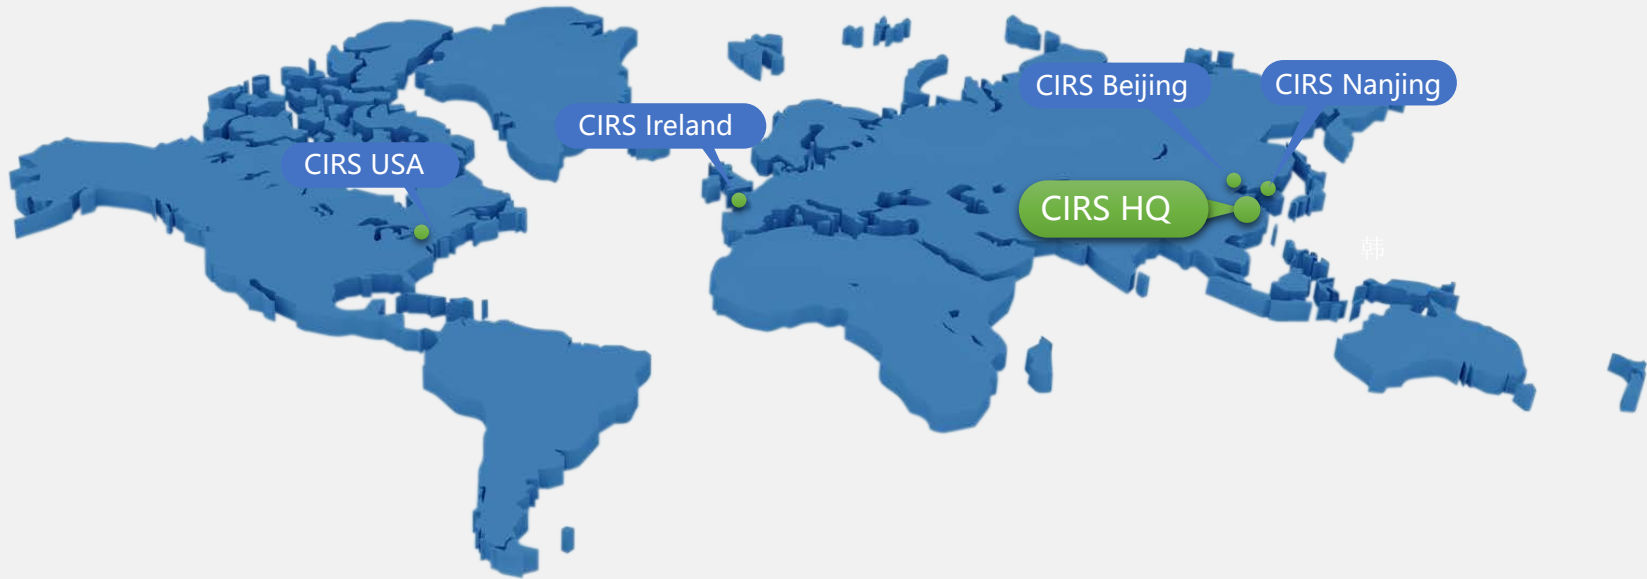 CIRS Beijing
CIRS Nanjing
CIRS Ireland
CIRS USA
CIRS HQ
韩